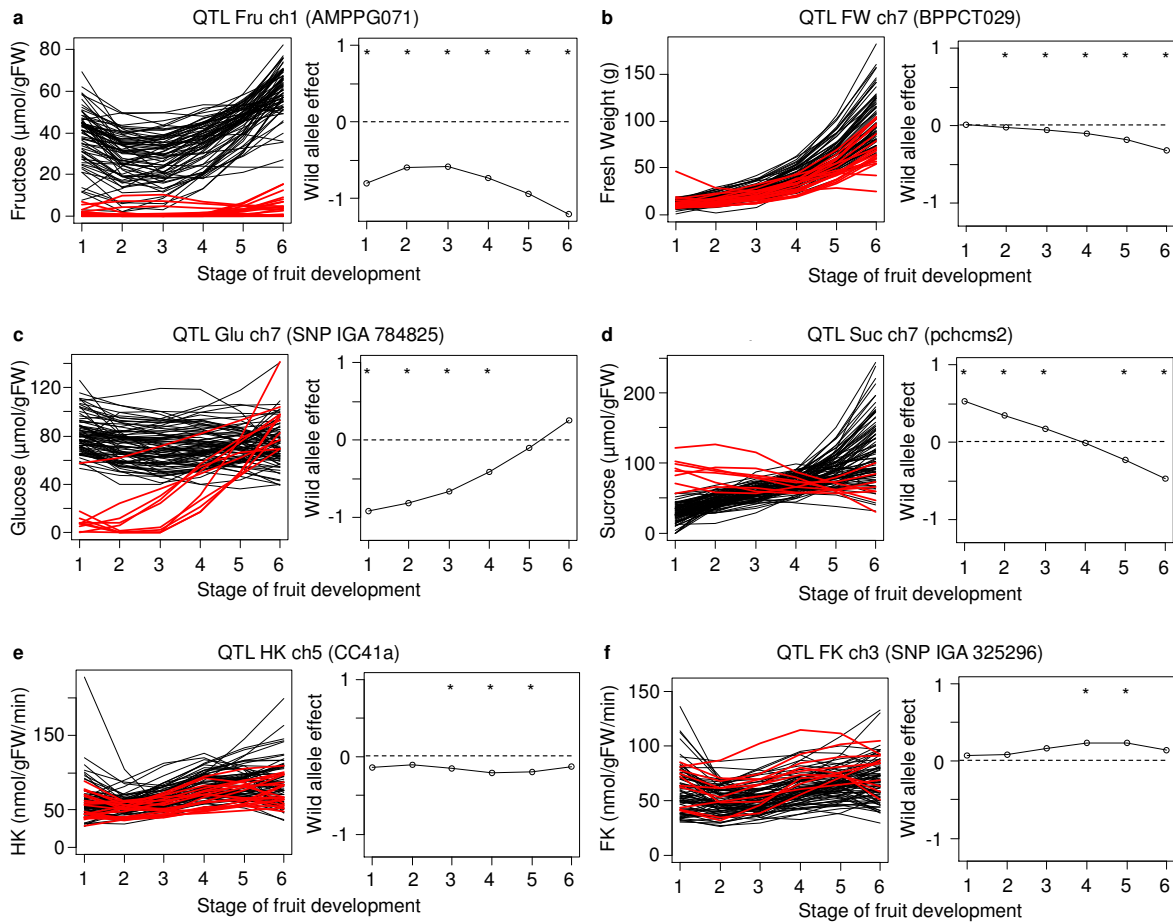 a QTL Fru ch1 (AMPPG071)
Fructose (µmol/gFW)
80
60
40
20
0
1 2 3 4 5 6
Wild allele effect
1
0
-1
* * * * * *
1 2 3 4 5 6
Stage of fruit development
b QTL FW ch7 (BPPCT029)
Fresh Weight (g)
150
100
50
0
1 2 3 4 5 6
Wild allele effect
1
0
-1
* * * * *
1 2 3 4 5 6
Stage of fruit development
c QTL Glu ch7 (SNP IGA 784825)
Glucose (µmol/gFW)
120
80
40
0
1 2 3 4 5 6
Wild allele effect
1
0
-1
* * * *
1 2 3 4 5 6
Stage of fruit development
d QTL Suc ch7 (pchcms2)
Sucrose (µmol/gFW)
200
100
50
0
1 2 3 4 5 6
Wild allele effect
1
0
-1
* * * * *
1 2 3 4 5 6
Stage of fruit development
e QTL HK ch5 (CC41a)
HK (nmol/gFW/min)
150
100
50
0
1 2 3 4 5 6
Wild allele effect
1
0
-1
* * *
1 2 3 4 5 6
Stage of fruit development
f QTL FK ch3 (SNP IGA 325296)
FK (nmol/gFW/min)
150
100
50
0
1 2 3 4 5 6
Wild allele effect
1
0
-1
* *
1 2 3 4 5 6
Stage of fruit development